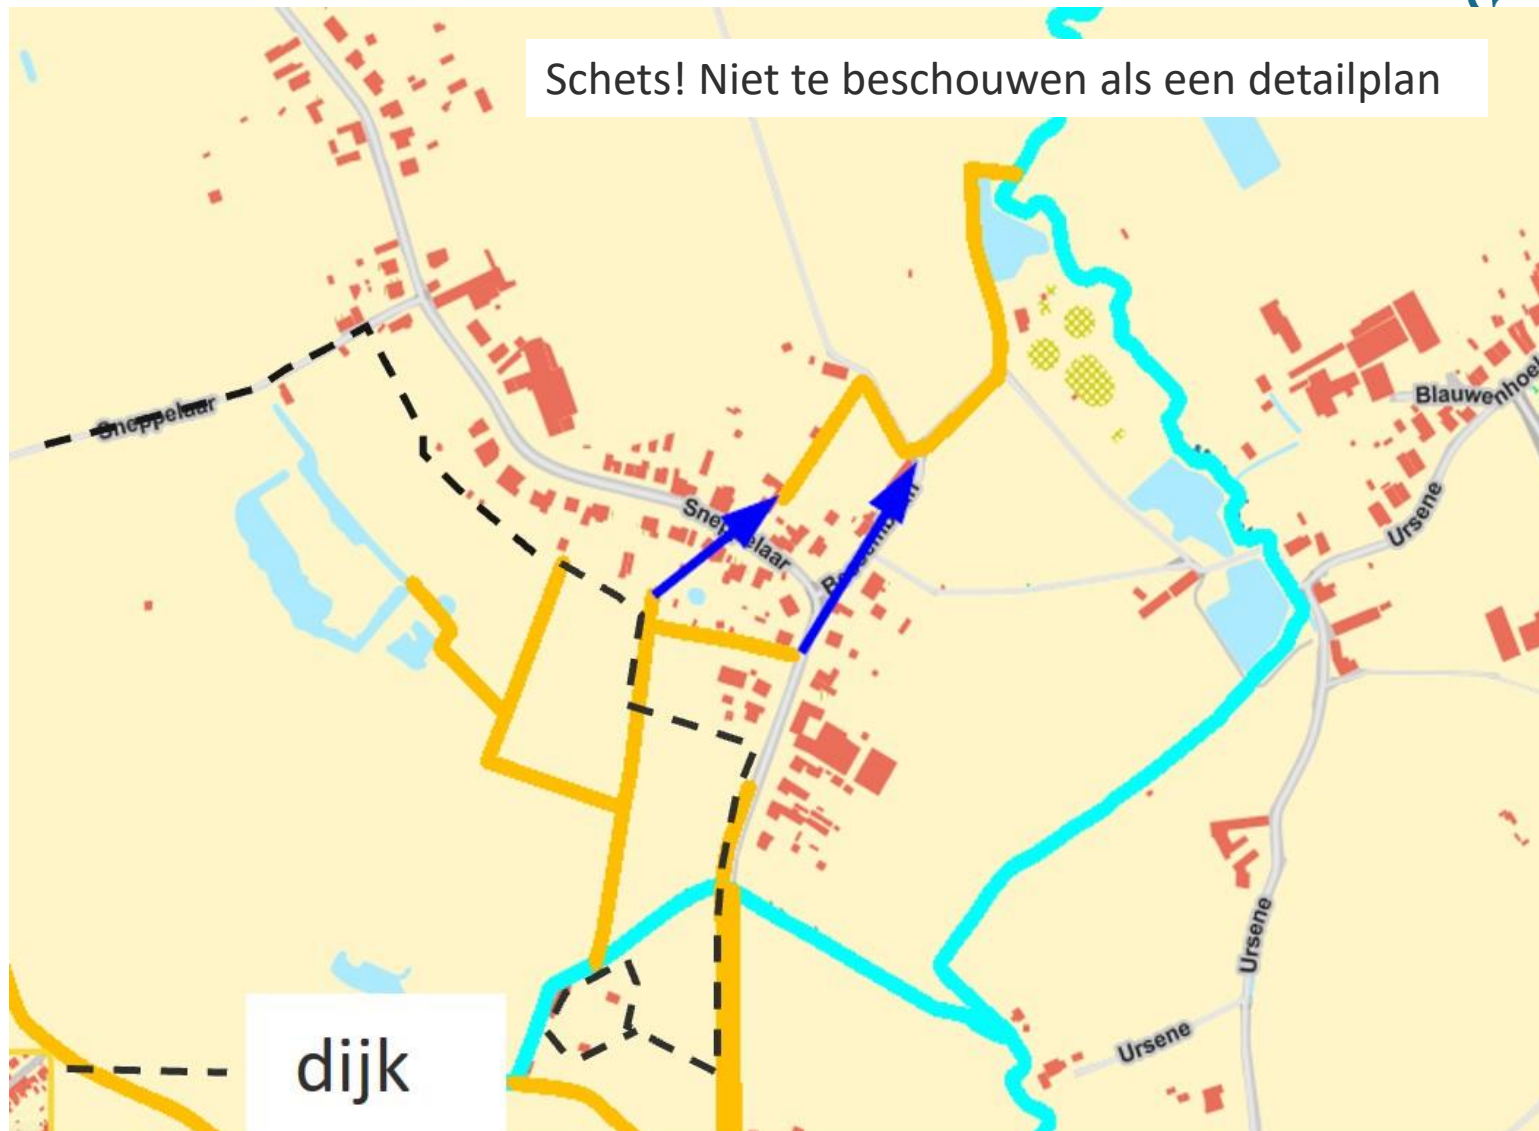 Schets! Niet te beschouwen als een detailplan
Sneppelaar
Blauwenhoek
Sneppelaar
Ursene
Ursene
Ursene
dijk